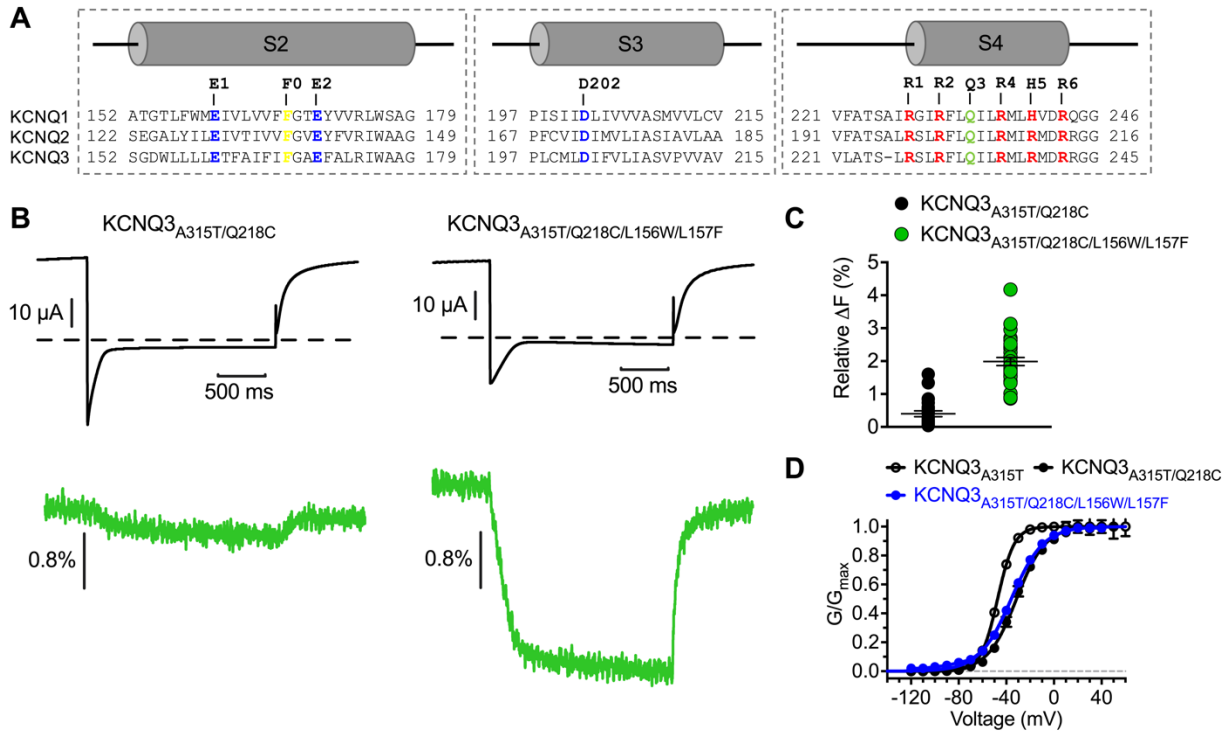 A
S2
S3
S4
E1 F0 E2
D202
R1 R2 Q3 R4 H5 R6
KCNQ1 152 ATGTLFWMEIVLVVFFGTEYVVRLWSAG 179 197 PISIIDLIVVVASMVVLCV 215 221 VFATSAIRGIRFLQILRMLHVDRQGG 246
KCNQ2 122 SEGALYILEIVTIVVFGVEYFVRIWAAG 149 167 PFCVIDIMVLIASIAVLAA 185 191 VFATSALRSLRFLQILRMIRMDRRGG 216
KCNQ3 152 SGDWLLLLETFAIFIFGAEFALRIWAAG 179 197 PLCMLDIFVLIASVPVVAV 215 221 VLATS-LRSLRFLQILRMLRMDRRGG 245
B
KCNQ3A315T/Q218C
KCNQ3A315T/Q218C/L156W/L157F
10 µA
10 µA
500 ms
500 ms
0.8%
0.8%
C
KCNQ3A315T/Q218C
KCNQ3A315T/Q218C/L156W/L157F
Relative ΔF (%)
5
4
3
2
1
0
D
KCNQ3A315T KCNQ3A315T/Q218C
KCNQ3A315T/Q218C/L156W/L157F
G/Gmax
1.0
0.8
0.6
0.4
0.2
0.0
-120 -80 -40 0 40
Voltage (mV)